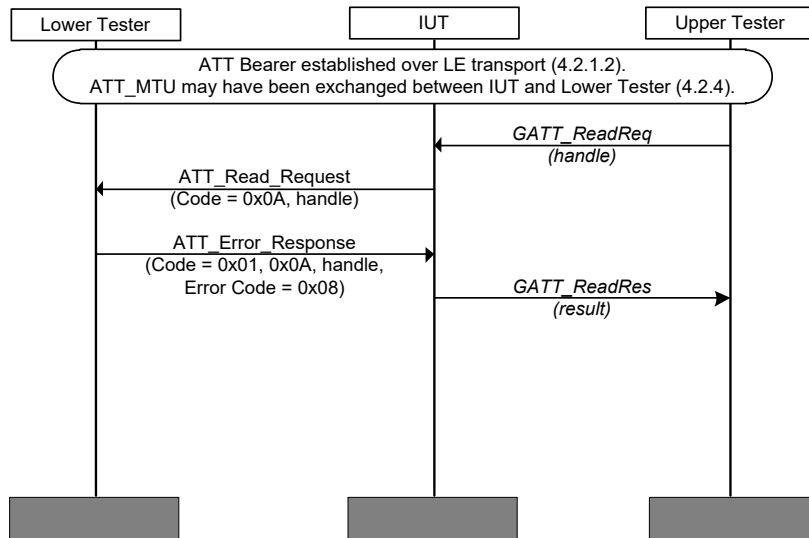 Lower Tester
IUT
Upper Tester
ATT Bearer established over LE transport (4.2.1.2).
ATT_MTU may have been exchanged between IUT and Lower Tester (4.2.4).
GATT_ReadReq
(handle)
ATT_Read_Request
(Code = 0x0A, handle)
ATT_Error_Response
(Code = 0x01, 0x0A, handle,
Error Code = 0x08)
GATT_ReadRes
(result)